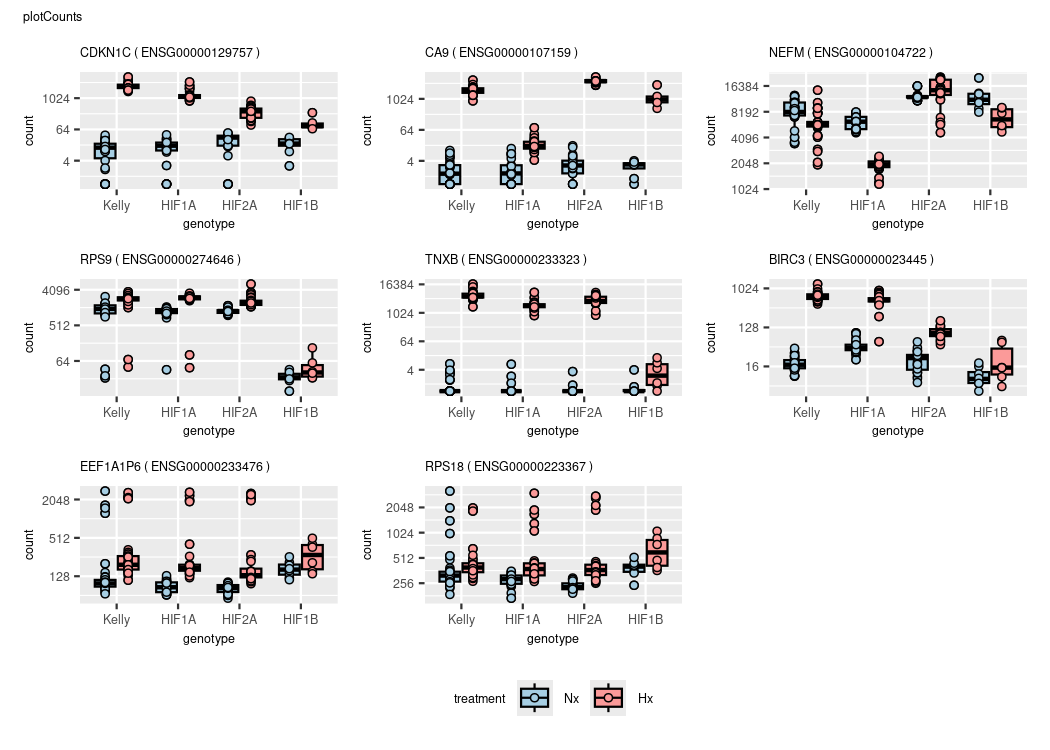 plotCounts
CDKN1C ( ENSG00000129757 )
count
1024
64
4
Kelly HIF1A HIF2A HIF1B
genotype
CA9 ( ENSG00000107159 )
count
1024
64
4
Kelly HIF1A HIF2A HIF1B
genotype
NEFM ( ENSG00000104722 )
count
16384
8192
4096
2048
1024
Kelly HIF1A HIF2A HIF1B
genotype
RPS9 ( ENSG00000274646 )
count
4096
512
64
Kelly HIF1A HIF2A HIF1B
genotype
TNXB ( ENSG00000233323 )
count
16384
1024
64
4
Kelly HIF1A HIF2A HIF1B
genotype
BIRC3 ( ENSG00000023445 )
count
1024
128
16
Kelly HIF1A HIF2A HIF1B
genotype
EEF1A1P6 ( ENSG00000233476 )
count
2048
512
128
Kelly HIF1A HIF2A HIF1B
genotype
RPS18 ( ENSG00000223367 )
count
2048
1024
512
256
Kelly HIF1A HIF2A HIF1B
genotype
treatment Nx Hx